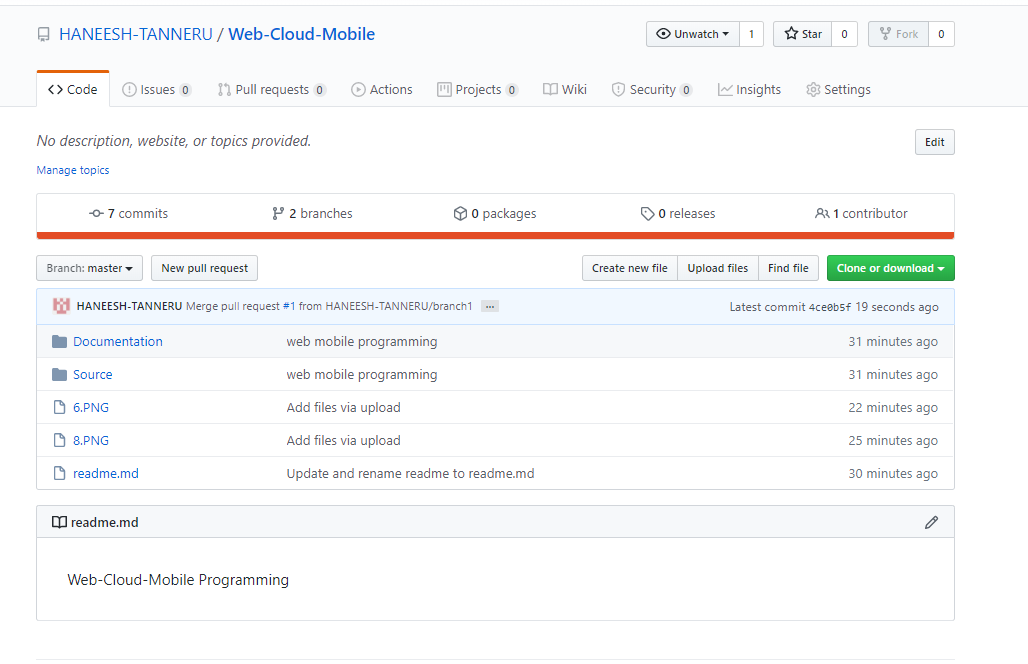 HANEESH-TANNERU / Web-Cloud-Mobile
Unwatch 1 Star 0 Fork 0
Code Issues 0 Pull requests 0 Actions Projects 0 Wiki Security 0 Insights Settings
No description, website, or topics provided. Edit
Manage topics
7 commits 2 branches 0 packages 0 releases 1 contributor
Branch: master New pull request Create new file Upload files Find file Clone or download
HANEESH-TANNERU Merge pull request #1 from HANEESH-TANNERU/branch1 ... Latest commit 4ce0b5f 19 seconds ago
Documentation web mobile programming 31 minutes ago
Source web mobile programming 31 minutes ago
6.PNG Add files via upload 22 minutes ago
8.PNG Add files via upload 25 minutes ago
readme.md Update and rename readme to readme.md 30 minutes ago
readme.md
Web-Cloud-Mobile Programming